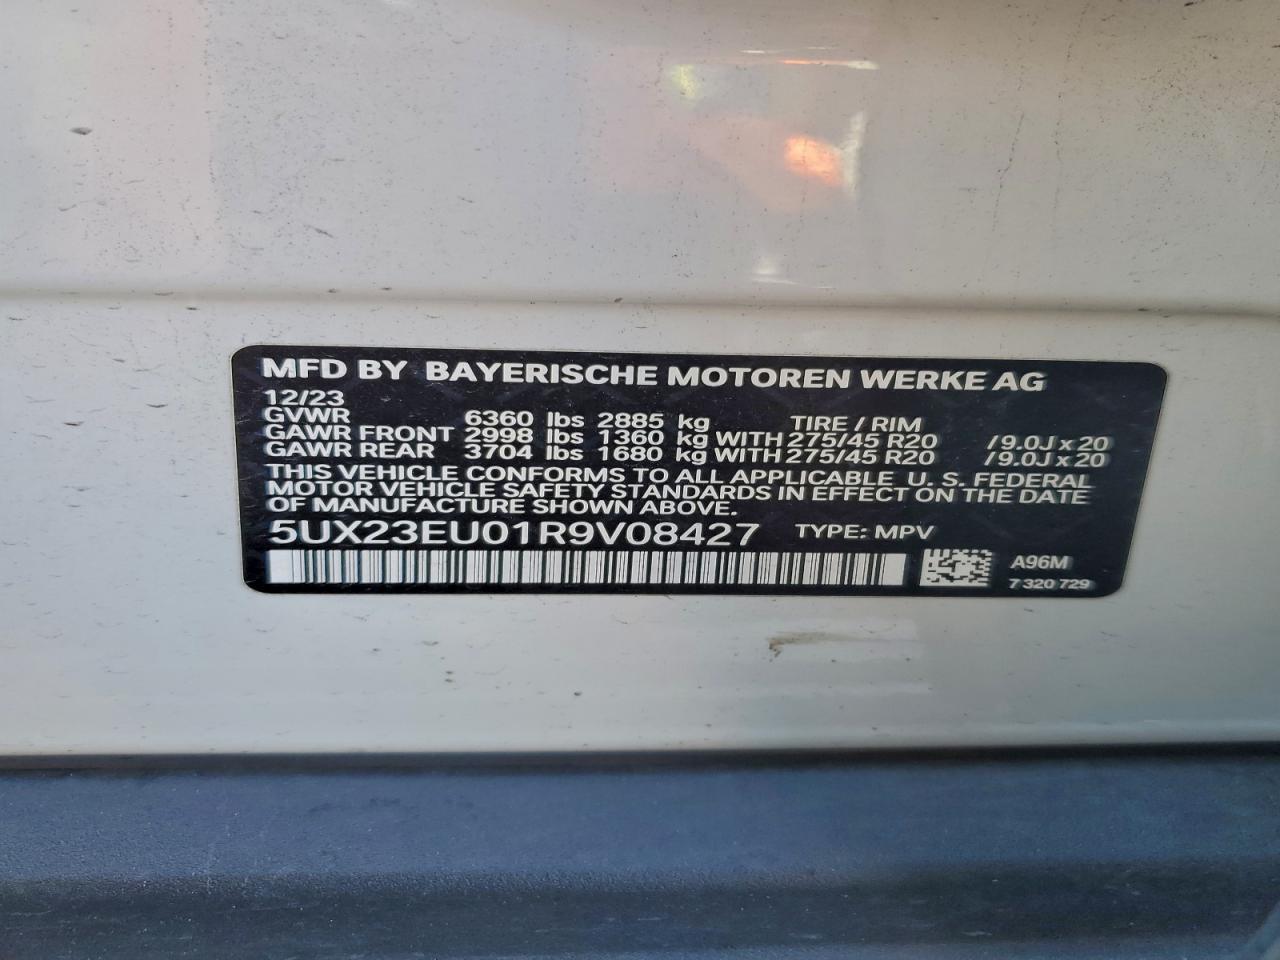 MFD BY BAYERISCHE MOTOREN WERKE AG
12/23
GVWR 6360 lbs 2885 kg TIRE / RIM
GAWR FRONT 2998 lbs 1360 kg WITH 275/45 R20 / 9.0J x 20
GAWR REAR 3704 lbs 1680 kg WITH 275/45 R20 / 9.0J x 20
THIS VEHICLE CONFORMS TO ALL APPLICABLE U. S. FEDERAL
MOTOR VEHICLE SAFETY STANDARDS IN EFFECT ON THE DATE
OF MANUFACTURE SHOWN ABOVE.
5UX23EU01R9V08427 TYPE: MPV
A96M
7 320 729